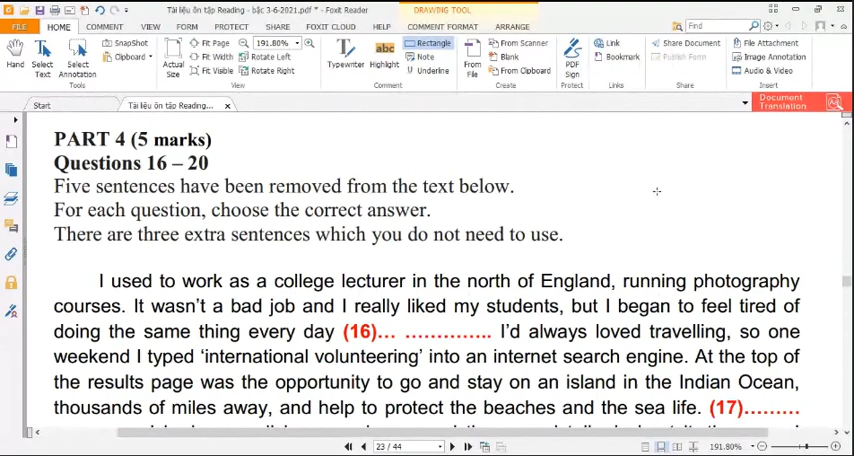 Tài liệu ôn tập Reading - bậc 3-6-2021.pdf * - Foxit Reader
DRAWING TOOL
FILE HOME COMMENT VIEW FORM PROTECT SHARE FOXIT CLOUD HELP COMMENT FORMAT ARRANGE
Find
Hand
Select Text
Select Annotation
SnapShot
Clipboard
Tools
Actual Size
Fit Page
Fit Width
Fit Visible
191.80%
Rotate Left
Rotate Right
View
Typewriter
Highlight
Rectangle
Note
Underline
Comment
From File
From Scanner
Blank
From Clipboard
Create
PDF Sign
Protect
Link
Bookmark
Links
Share Document
Publish Form
Share
File Attachment
Image Annotation
Audio & Video
Insert
Start
Tài liệu ôn tập Reading...
Document Translation
PART 4 (5 marks)
Questions 16 – 20
Five sentences have been removed from the text below.
For each question, choose the correct answer.
There are three extra sentences which you do not need to use.
I used to work as a college lecturer in the north of England, running photography
courses. It wasn’t a bad job and I really liked my students, but I began to feel tired of
doing the same thing every day (16)… ………….. I’d always loved travelling, so one
weekend I typed ‘international volunteering’ into an internet search engine. At the top of
the results page was the opportunity to go and stay on an island in the Indian Ocean,
thousands of miles away, and help to protect the beaches and the sea life. (17)………
23 / 44
191.80%